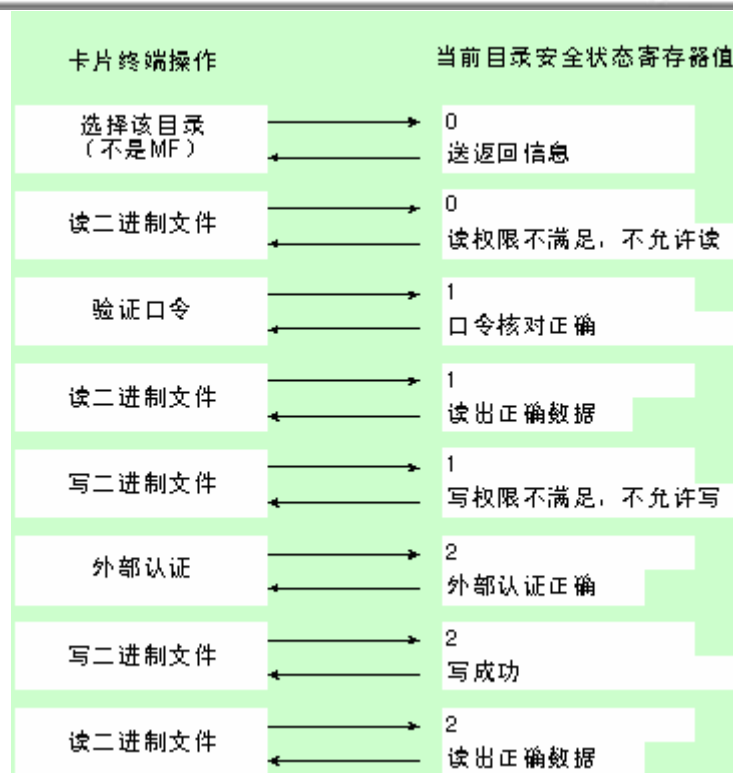 卡片终端操作 当前目录安全状态寄存器值
选择该目录 0
(不是MF) 送返回信息
读二进制文件 0
读权限不满足，不允许读
验证口令 1
口令核对正确
读二进制文件 1
读出正确数据
写二进制文件 1
写权限不满足，不允许写
外部认证 2
外部认证正确
写二进制文件 2
写成功
读二进制文件 2
读出正确数据